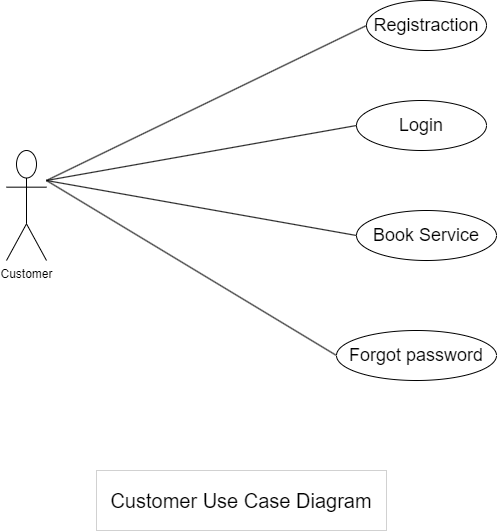 Registraction
Login
Book Service
Customer
Forgot password
Customer Use Case Diagram